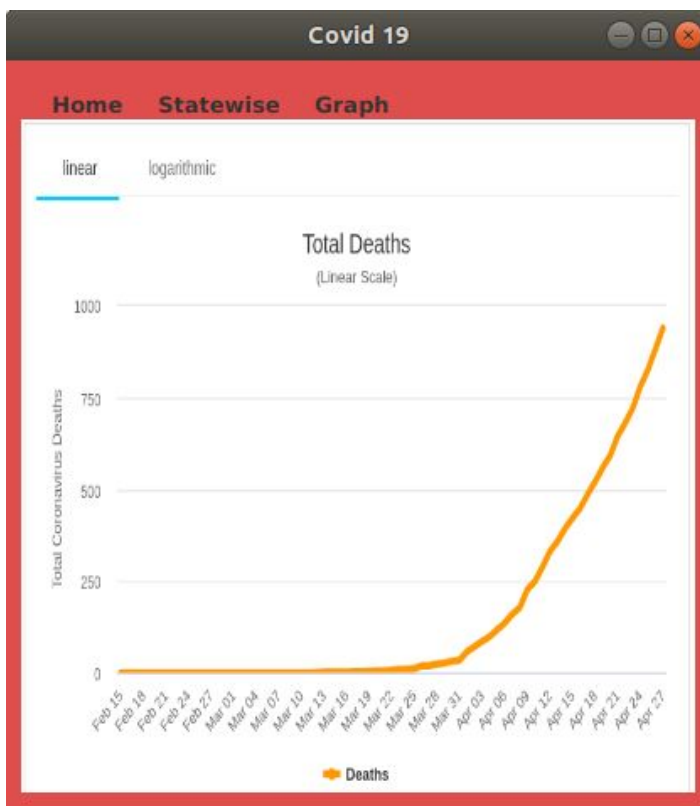 Covid 19
Home Statewise Graph
linear logarithmic
Total Deaths
(Linear Scale)
Total Coronavirus Deaths
1000
750
500
250
0
Feb 15 Feb 18 Feb 21 Feb 24 Feb 27 Mar 01 Mar 04 Mar 07 Mar 10 Mar 13 Mar 16 Mar 19 Mar 22 Mar 25 Mar 28 Mar 31 Apr 03 Apr 06 Apr 09 Apr 12 Apr 15 Apr 18 Apr 21 Apr 24 Apr 27
Deaths